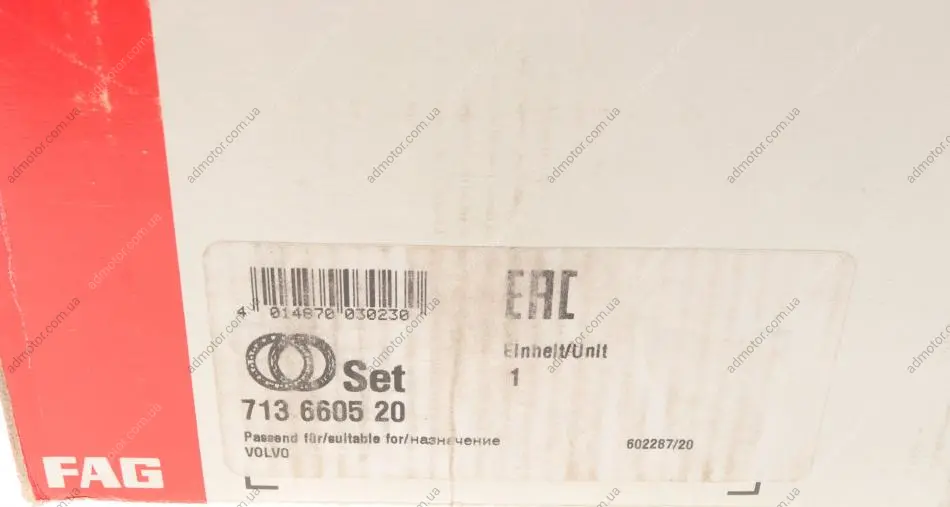 4 014870 030230
EAC
Einheit/Unit
1
Set
713 6605 20
Passend für/suitable for/назначение
VOLVO
602287/20
FAG
admotor.com.ua